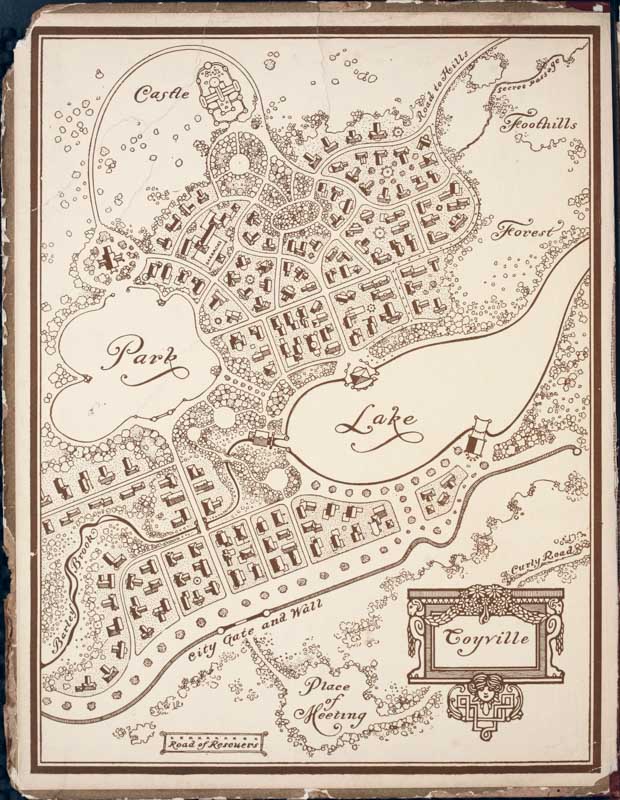 Castle
Road to Hills
Secret passage
Foothills
Forest
Park
Lake
Barley Brook
Curly Road
City Gate and Wall
Toyville
Place
of
Meeting
Road of Rescuers